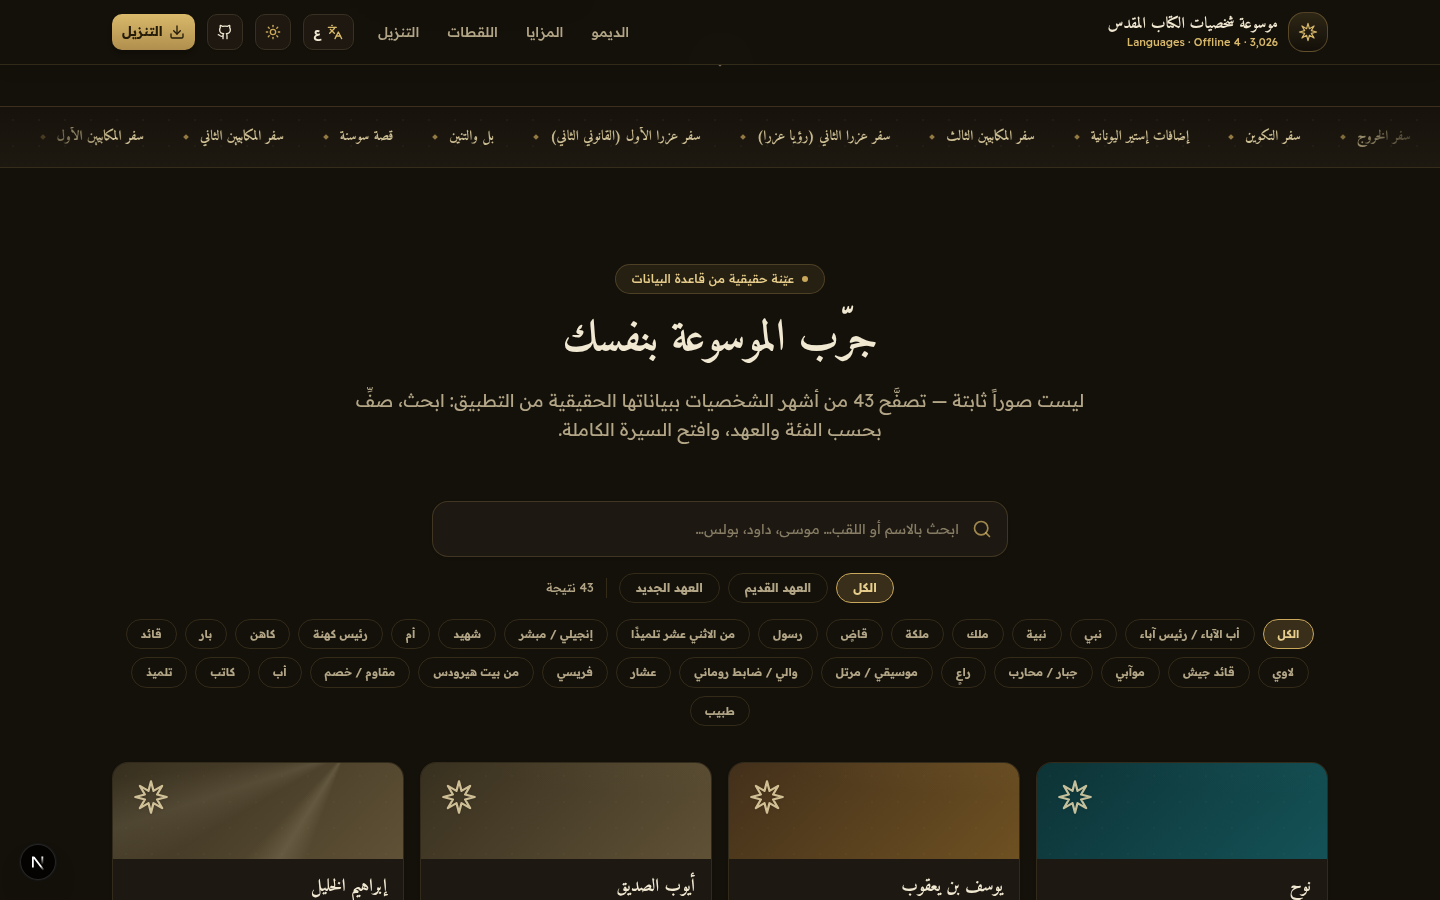 موسوعة شخصيات الكتاب المقدس
3,026 · 4 Languages · Offline
الديمو
المزايا
اللقطات
التنزيل
ع
التنزيل
سفر الخروج ◆ سفر التكوين ◆ إضافات إستير اليونانية ◆ سفر المكابيين الثالث ◆ سفر عزرا الثاني (رؤيا عزرا) ◆ سفر عزرا الأول (القانوني الثاني) ◆ بل والتنين ◆ قصة سوسنة ◆ سفر المكابيين الثاني ◆ سفر المكابيين الأول ◆
عيّنة حقيقية من قاعدة البيانات
جرّب الموسوعة بنفسك
ليست صوراً ثابتة — تصفَّح 43 من أشهر الشخصيات ببياناتها الحقيقية من التطبيق: ابحث، صفِّ
بحسب الفئة والعهد، وافتح السيرة الكاملة.
ابحث بالاسم أو اللقب... موسى، داود، بولس...
الكل العهد القديم العهد الجديد 43 نتيجة
الكل أب الآباء / رئيس آباء نبي نبية ملك ملكة قاضٍ رسول من الاثني عشر تلميذًا إنجيلي / مبشر شهيد أم رئيس كهنة كاهن بار قائد
لاوي قائد جيش موآبي جبار / محارب راعٍ موسيقي / مرتل والي / ضابط روماني عشار فريسي من بيت هيرودس مقاوم / خصم أب كاتب تلميذ
طبيب
نوح
يوسف بن يعقوب
أيوب الصديق
إبراهيم الخليل